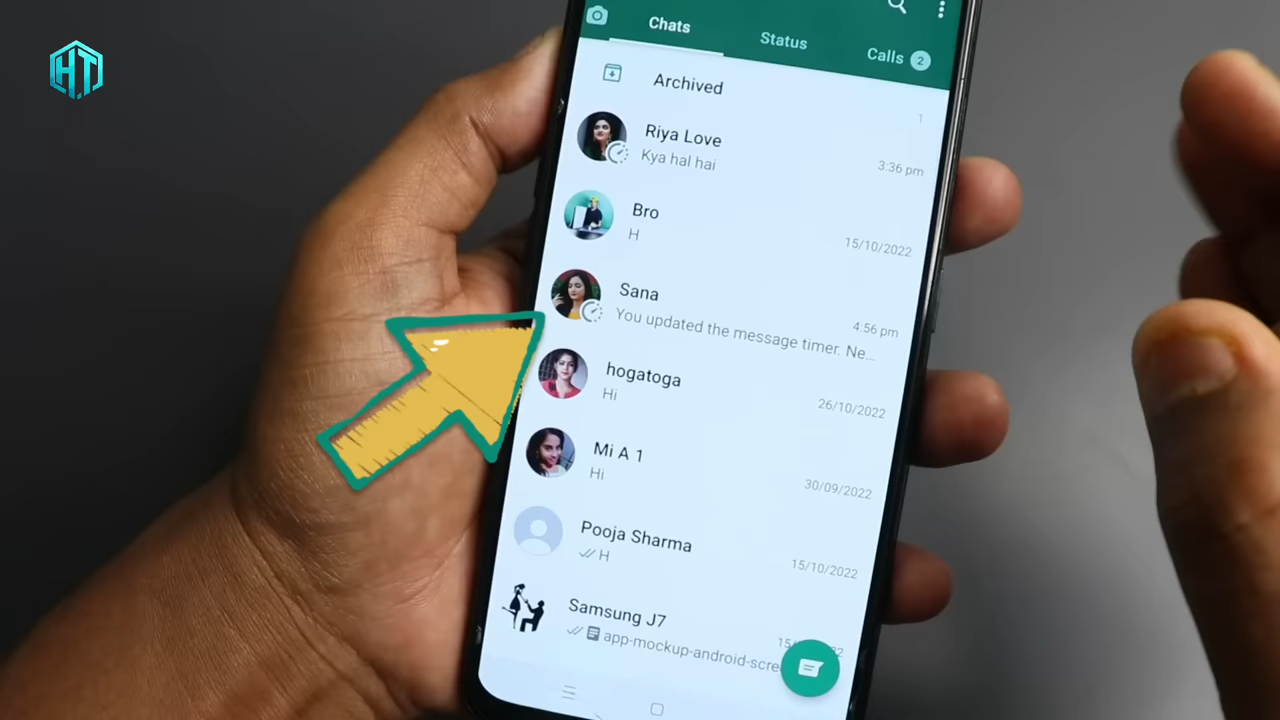 HT
Chats
Status
Calls 2
Archived
1
Riya Love
Kya hal hai
3:36 pm
Bro
H
15/10/2022
Sana
You updated the message timer. Ne...
4:56 pm
hogatoga
Hi
26/10/2022
Mi A 1
Hi
30/09/2022
Pooja Sharma
H
15/10/2022
Samsung J7
app-mockup-android-scre